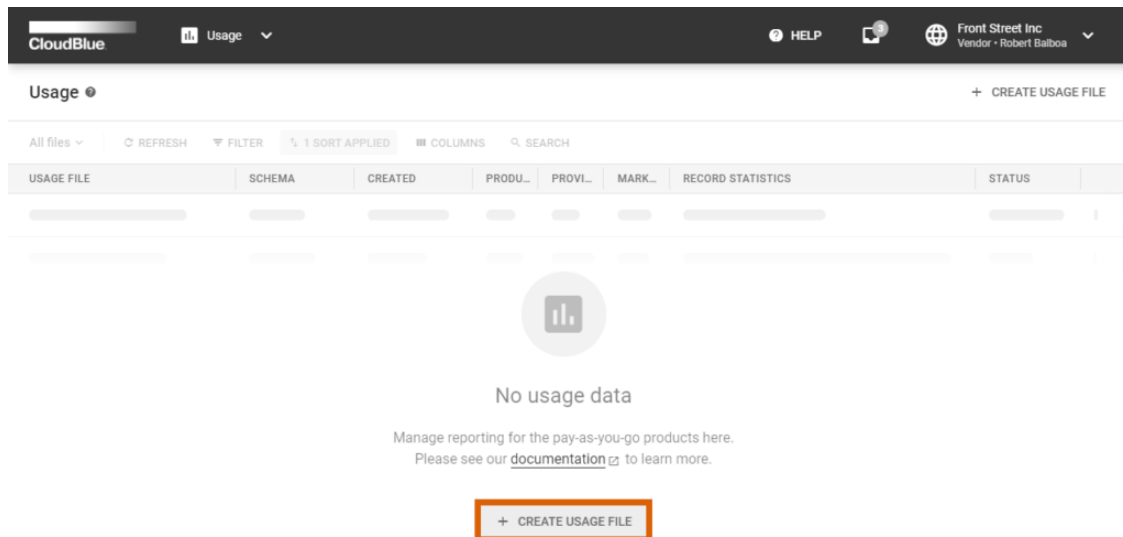 CloudBlue Usage HELP 3 Front Street Inc
Vendor • Robert Balboa
Usage + CREATE USAGE FILE
All files REFRESH FILTER 1 SORT APPLIED COLUMNS SEARCH
USAGE FILE SCHEMA CREATED PRODU... PROVI... MARK... RECORD STATISTICS STATUS
No usage data
Manage reporting for the pay-as-you-go products here.
Please see our documentation to learn more.
+ CREATE USAGE FILE